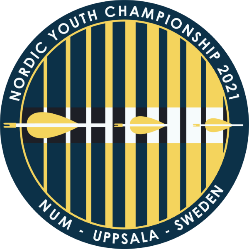 NORDIC YOUTH CHAMPIONSHIP 2021
NUM - UPPSALA - SWEDEN